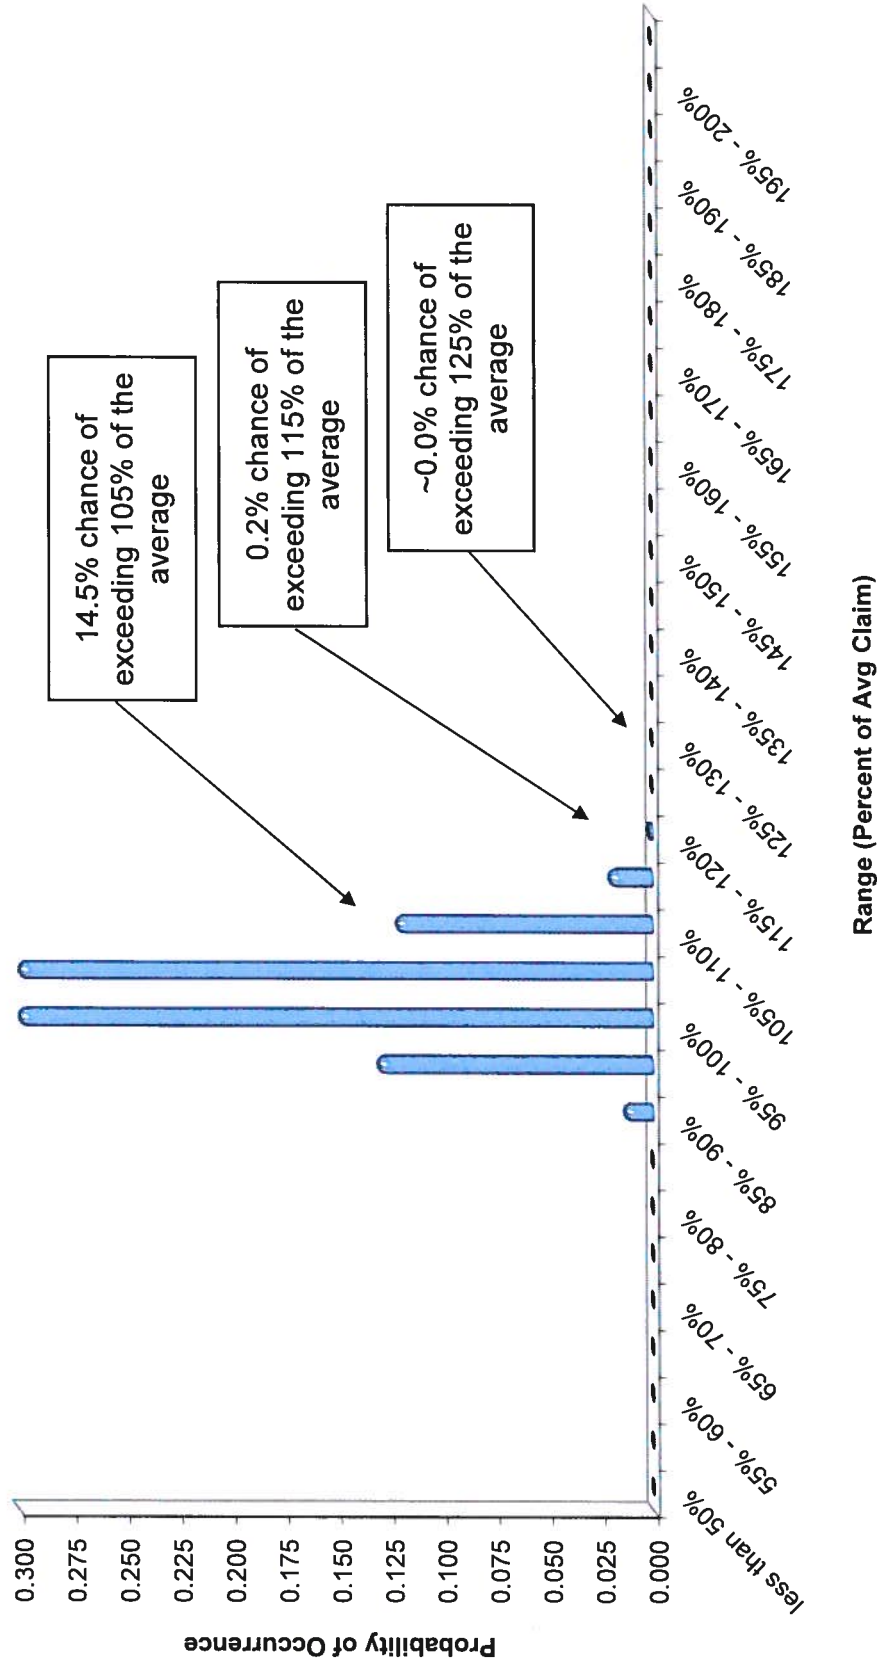 Probability of Occurrence
0.300
0.275
0.250
0.225
0.200
0.175
0.150
0.125
0.100
0.075
0.050
0.025
0.000
14.5% chance of
exceeding 105% of the
average
0.2% chance of
exceeding 115% of the
average
~0.0% chance of
exceeding 125% of the
average
less than 50%
55% - 60%
65% - 70%
75% - 80%
85% - 90%
95% - 100%
105% - 110%
115% - 120%
125% - 130%
135% - 140%
145% - 150%
155% - 160%
165% - 170%
175% - 180%
185% - 190%
195% - 200%
Range (Percent of Avg Claim)